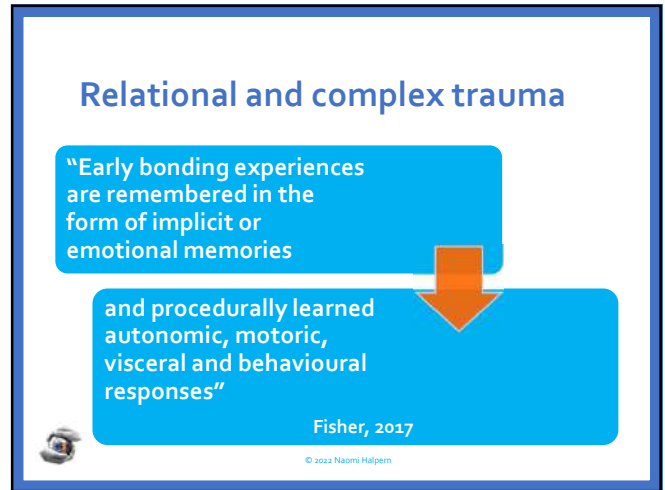 Relational and complex trauma
“Early bonding experiences
are remembered in the
form of implicit or
emotional memories
and procedurally learned
autonomic, motoric,
visceral and behavioural
responses”
Fisher, 2017
© 2022 Naomi Halpern